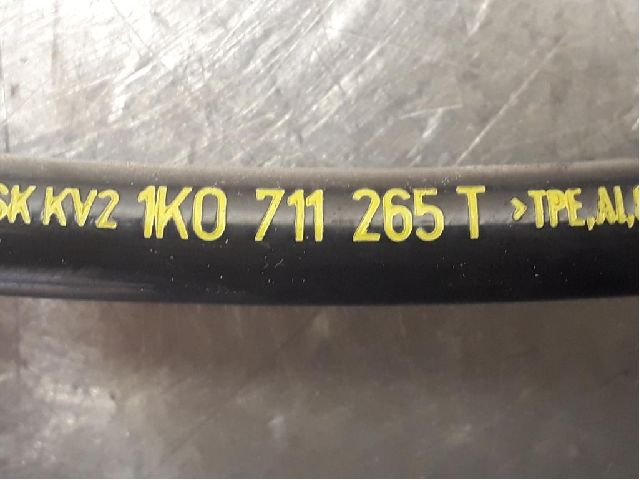 SK KV2 1K0 711 265 T >TPE,Al,